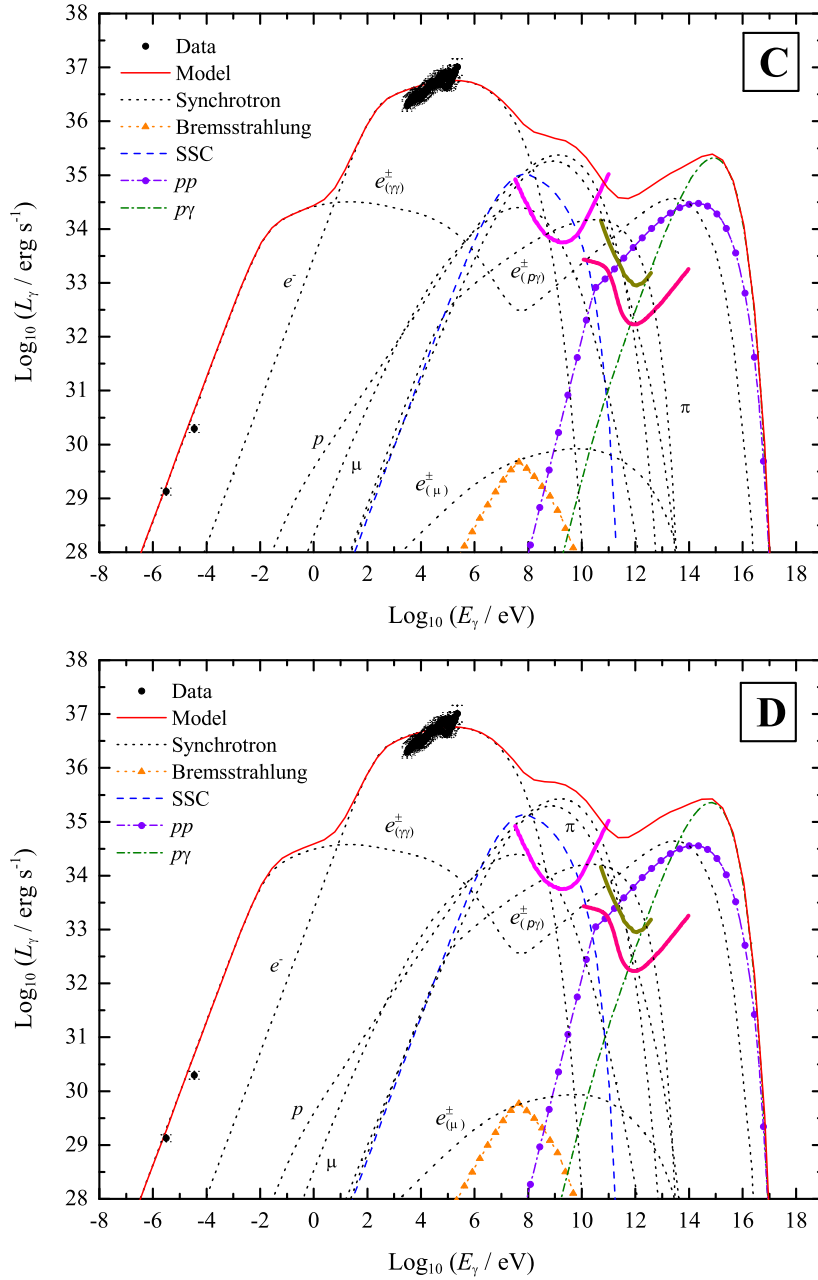 C
Data
Model
Synchrotron
Bremsstrahlung
SSC
pp
pγ
e±(γγ)
e-
e±(pγ)
p
μ
π
e±(μ)
38
37
36
35
34
33
32
31
30
29
28
-8 -6 -4 -2 0 2 4 6 8 10 12 14 16 18
Log10 (Lγ / erg s-1)
Log10 (Eγ / eV)
D
Data
Model
Synchrotron
Bremsstrahlung
SSC
pp
pγ
e±(γγ)
π
e±(pγ)
e-
p
e±(μ)
μ
38
37
36
35
34
33
32
31
30
29
28
-8 -6 -4 -2 0 2 4 6 8 10 12 14 16 18
Log10 (Lγ / erg s-1)
Log10 (Eγ / eV)